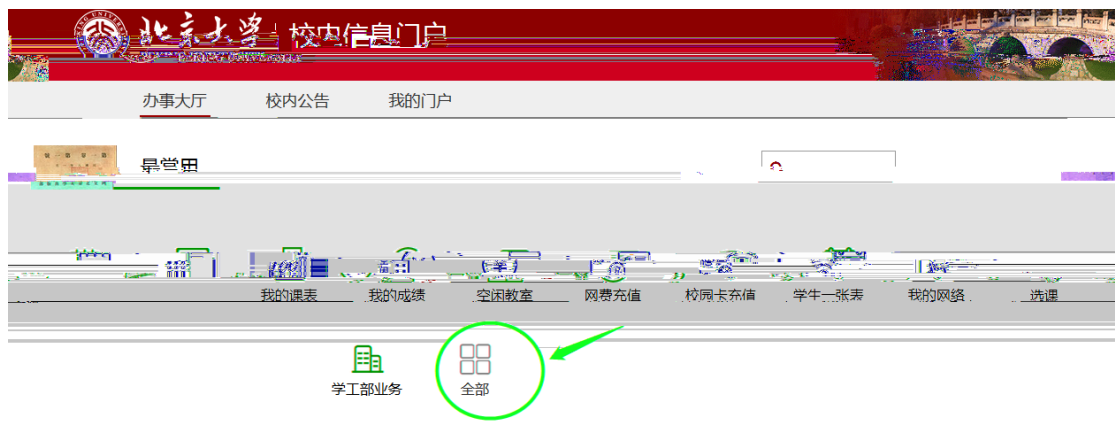 北京大学 校内信息门户
办事大厅 校内公告 我的门户
最常用
我的课表 我的成绩 空闲教室 网费充值 校园卡充值 学生一张表 我的网络 选课
学工部业务 全部